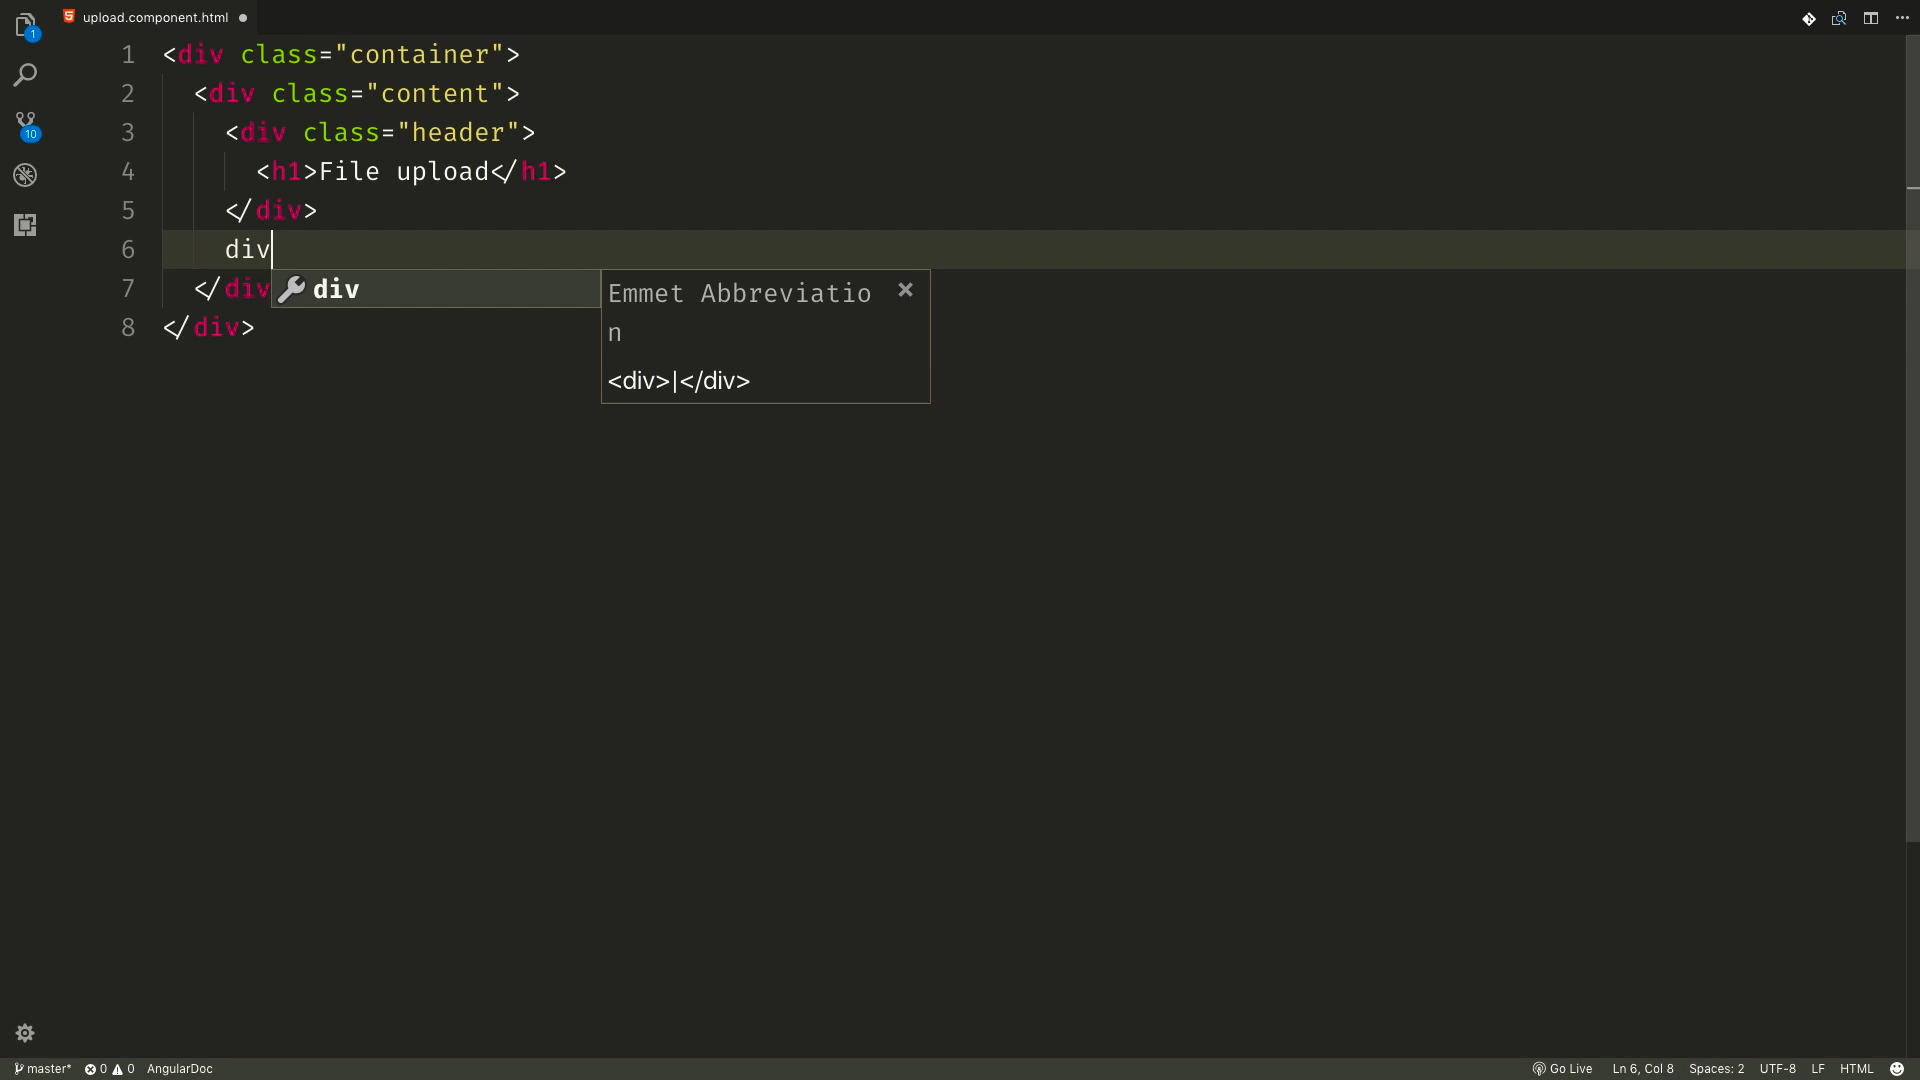 upload.component.html
1 <div class="container">
2 <div class="content">
3 <div class="header">
4 <h1>File upload</h1>
5 </div>
6 div
7 </div
8 </div>
div
Emmet Abbreviatio
n
<div>|</div>
1
10
master* 0 0 AngularDoc Go Live Ln 6, Col 8 Spaces: 2 UTF-8 LF HTML